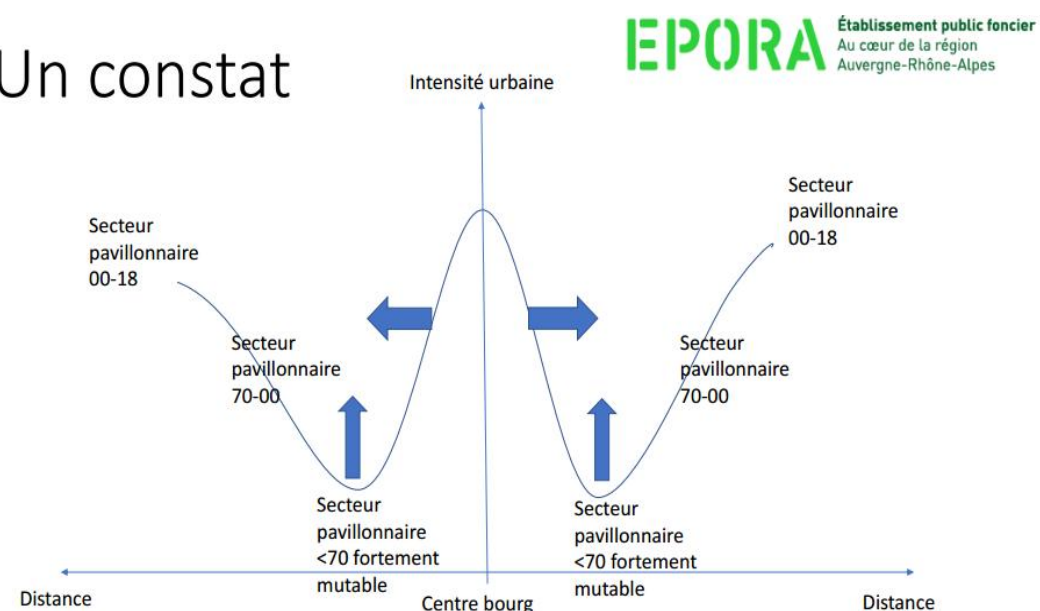 Un constat
EPORA
Établissement public foncier
Au cœur de la région
Auvergne-Rhône-Alpes
Intensité urbaine
Secteur
pavillonnaire
00-18
Secteur
pavillonnaire
00-18
Secteur
pavillonnaire
70-00
Secteur
pavillonnaire
70-00
Secteur
pavillonnaire
<70 fortement
mutable
Secteur
pavillonnaire
<70 fortement
mutable
Distance
Centre bourg
Distance